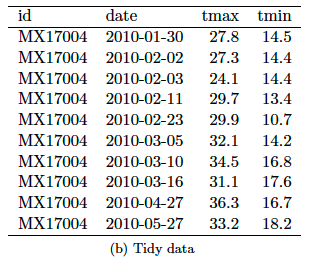 id date tmax tmin
MX17004 2010-01-30 27.8 14.5
MX17004 2010-02-02 27.3 14.4
MX17004 2010-02-03 24.1 14.4
MX17004 2010-02-11 29.7 13.4
MX17004 2010-02-23 29.9 10.7
MX17004 2010-03-05 32.1 14.2
MX17004 2010-03-10 34.5 16.8
MX17004 2010-03-16 31.1 17.6
MX17004 2010-04-27 36.3 16.7
MX17004 2010-05-27 33.2 18.2
(b) Tidy data